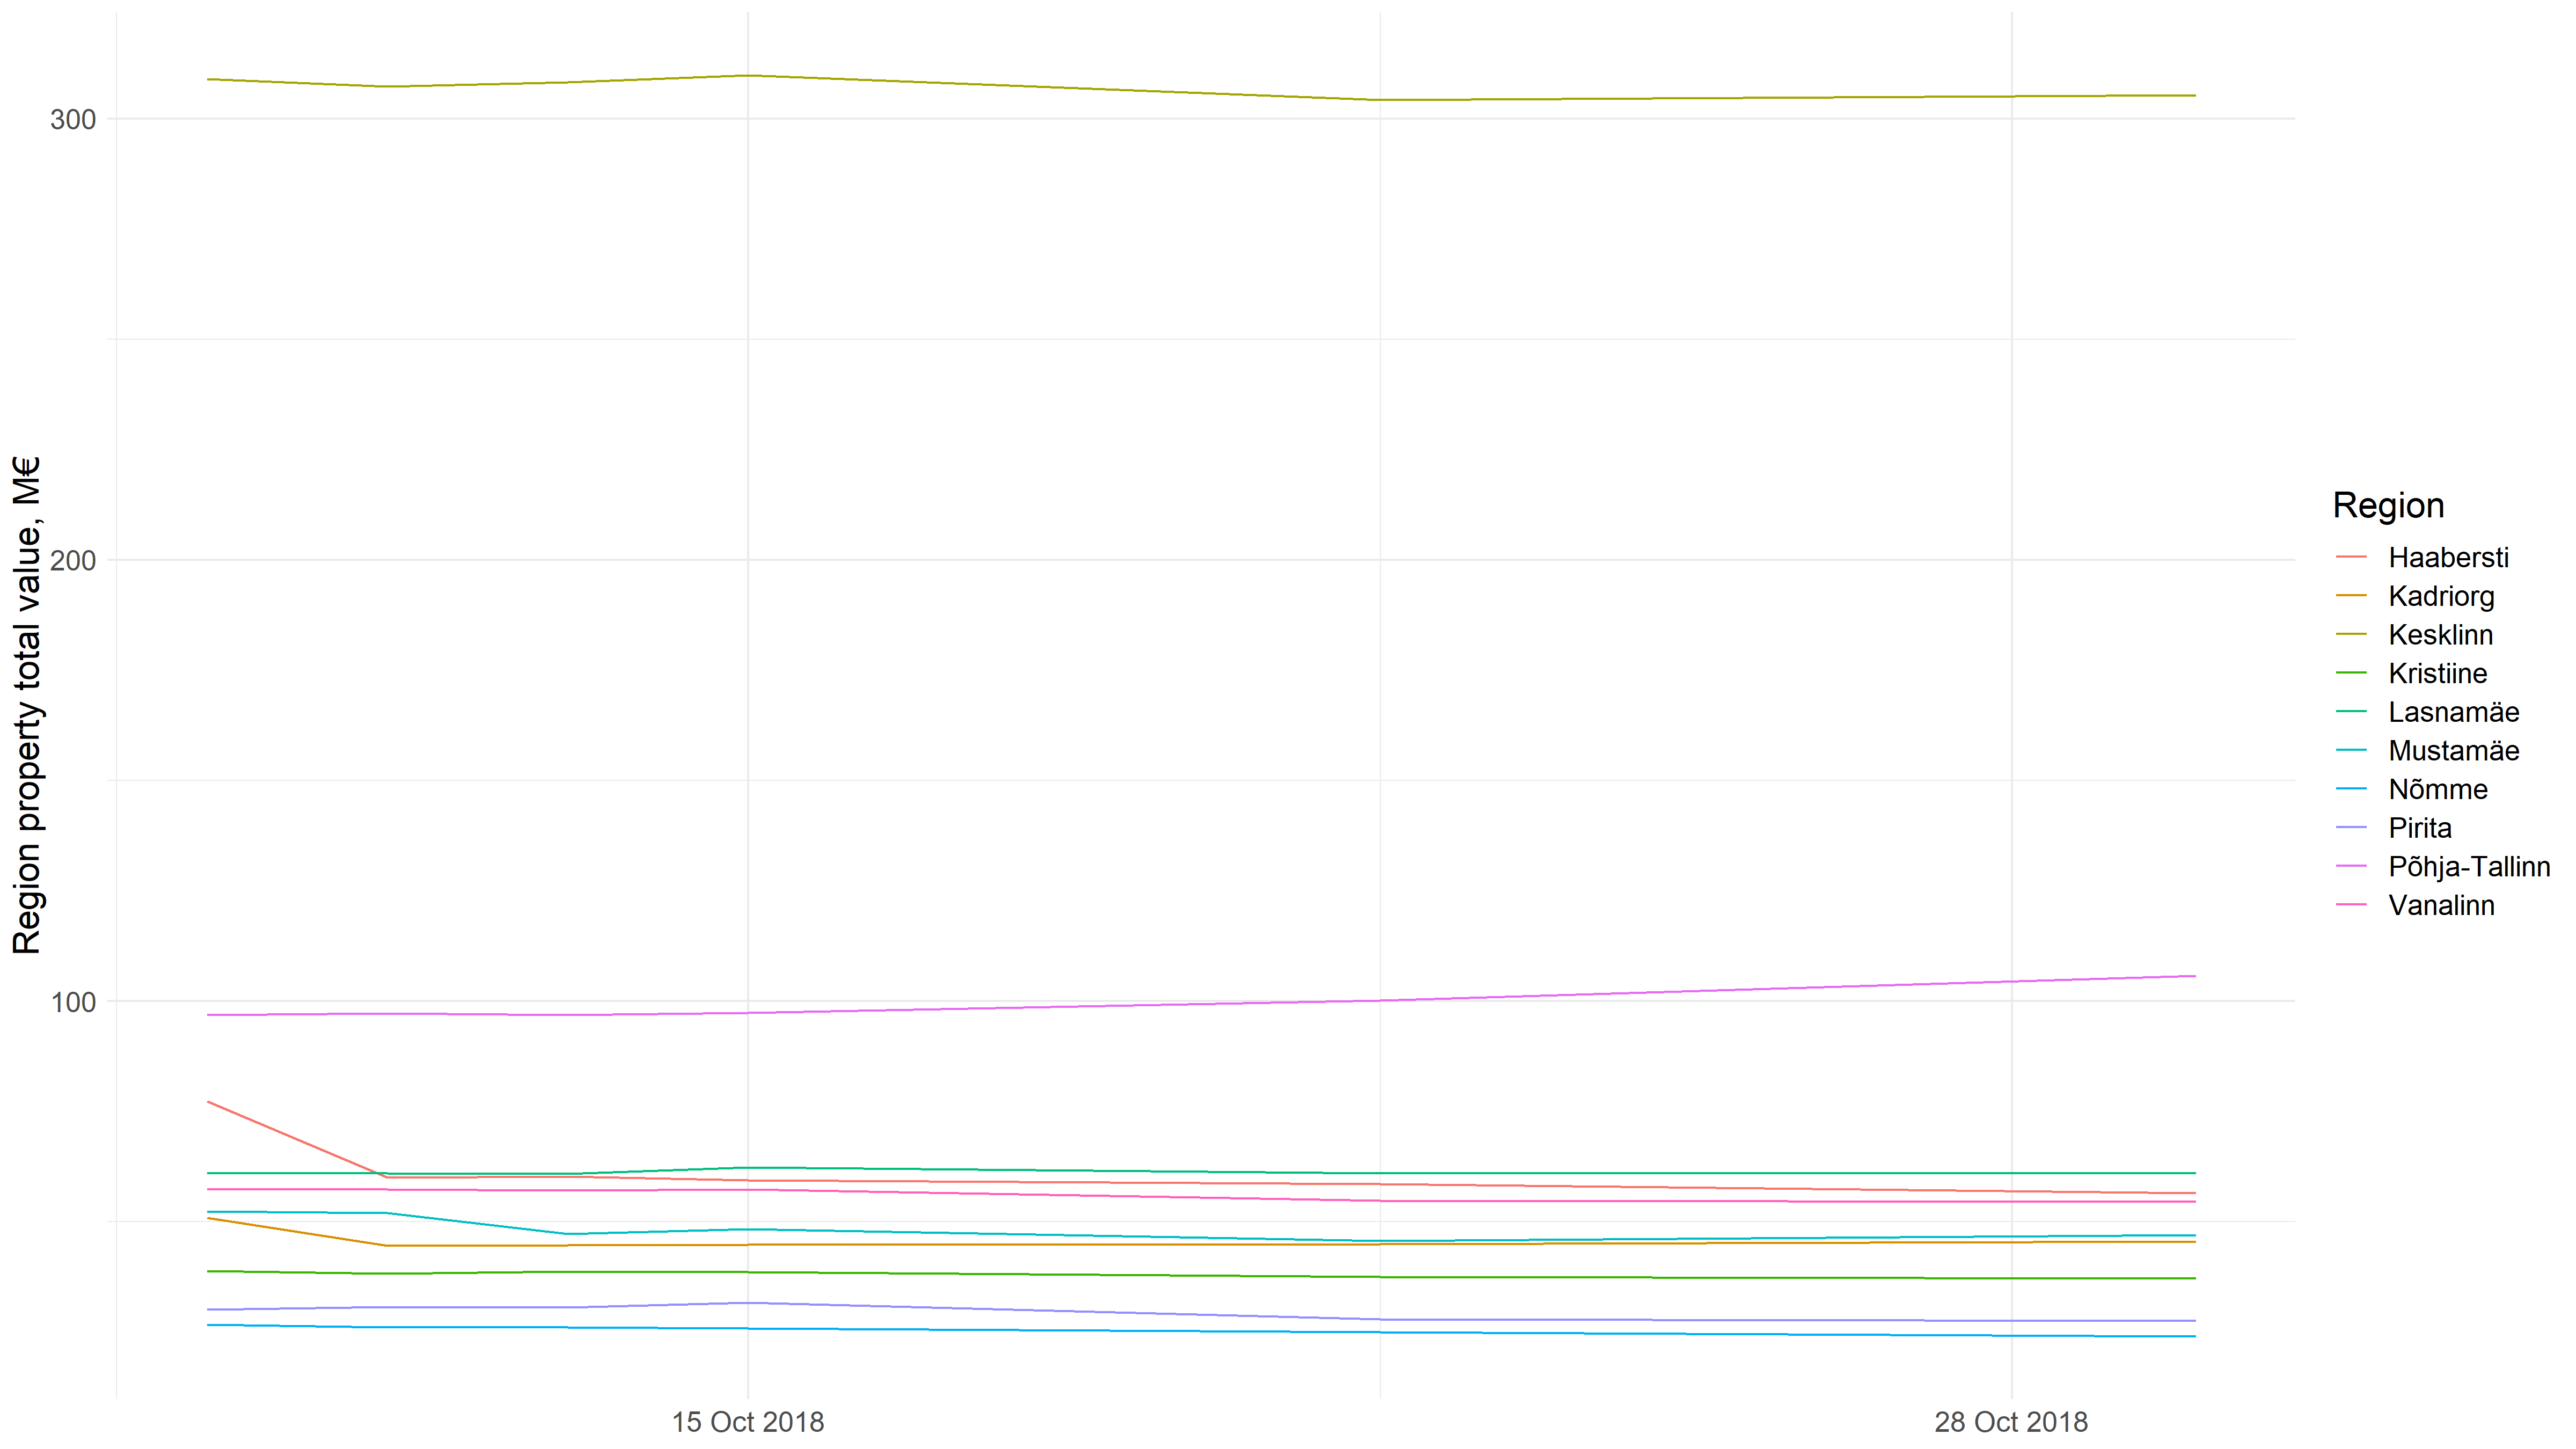 Region property total value, M€
300
200
100
15 Oct 2018
28 Oct 2018
Region
Haabersti
Kadriorg
Kesklinn
Kristiine
Lasnamäe
Mustamäe
Nõmme
Pirita
Põhja-Tallinn
Vanalinn